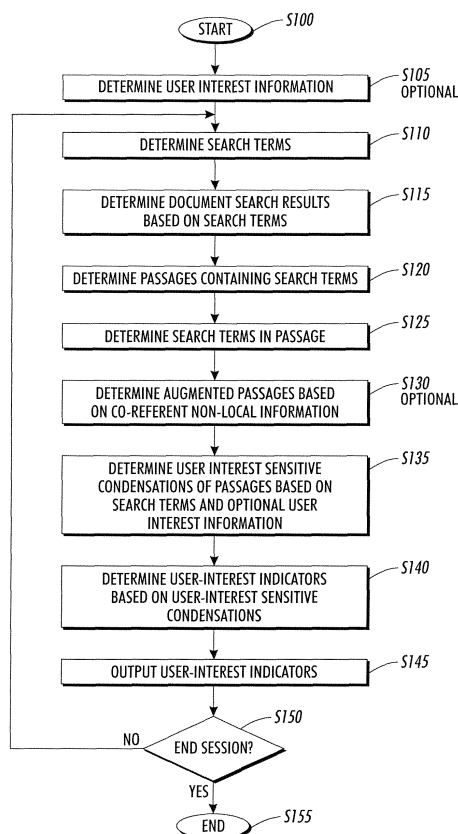 START
S100
DETERMINE USER INTEREST INFORMATION
S105
OPTIONAL
DETERMINE SEARCH TERMS
S110
DETERMINE DOCUMENT SEARCH RESULTS
BASED ON SEARCH TERMS
S115
DETERMINE PASSAGES CONTAINING SEARCH TERMS
S120
DETERMINE SEARCH TERMS IN PASSAGE
S125
DETERMINE AUGMENTED PASSAGES BASED
ON CO-REFERENT NON-LOCAL INFORMATION
S130
OPTIONAL
DETERMINE USER INTEREST SENSITIVE
CONDENSATIONS OF PASSAGES BASED ON
SEARCH TERMS AND OPTIONAL USER
INTEREST INFORMATION
S135
DETERMINE USER-INTEREST INDICATORS
BASED ON USER-INTEREST SENSITIVE
CONDENSATIONS
S140
OUTPUT USER-INTEREST INDICATORS
S145
END SESSION?
S150
NO
YES
END
S155